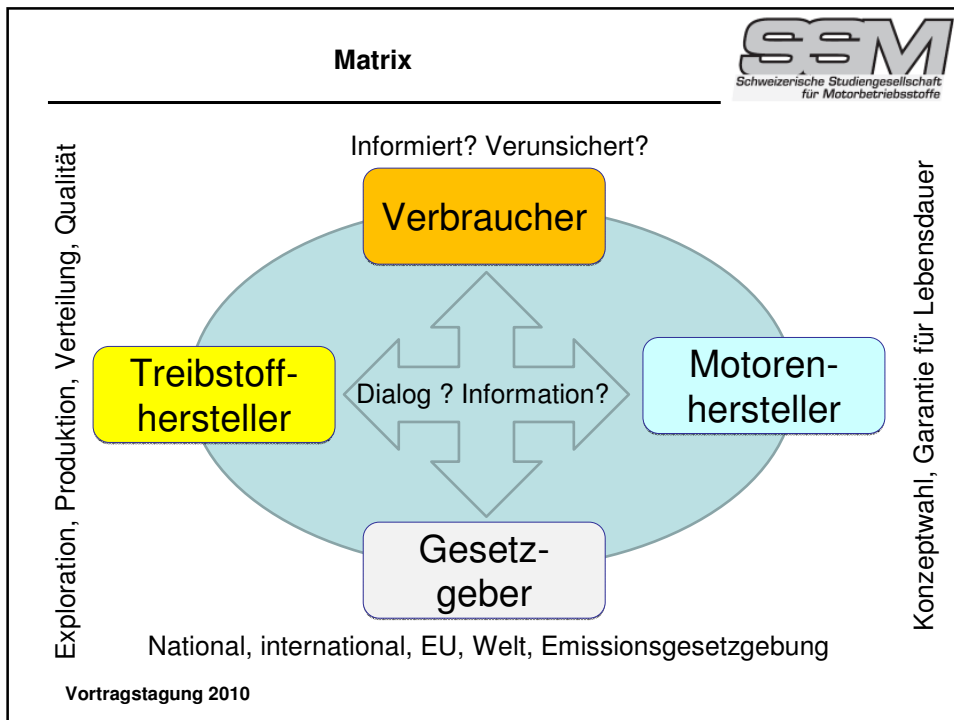 Matrix
SSM
Schweizerische Studiengesellschaft
für Motorbetriebsstoffe
Informiert? Verunsichert?
Verbraucher
Exploration, Produktion, Verteilung, Qualität
Treibstoff-
hersteller
Dialog ? Information?
Motoren-
hersteller
Konzeptwahl, Garantie für Lebensdauer
Gesetz-
geber
National, international, EU, Welt, Emissionsgesetzgebung
Vortragstagung 2010